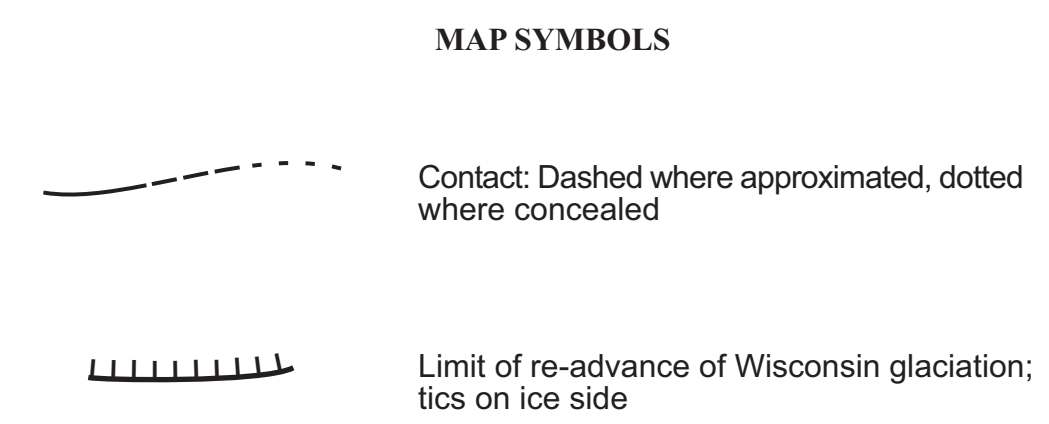 MAP SYMBOLS
Contact: Dashed where approximated, dotted
where concealed
Limit of re-advance of Wisconsin glaciation;
tics on ice side